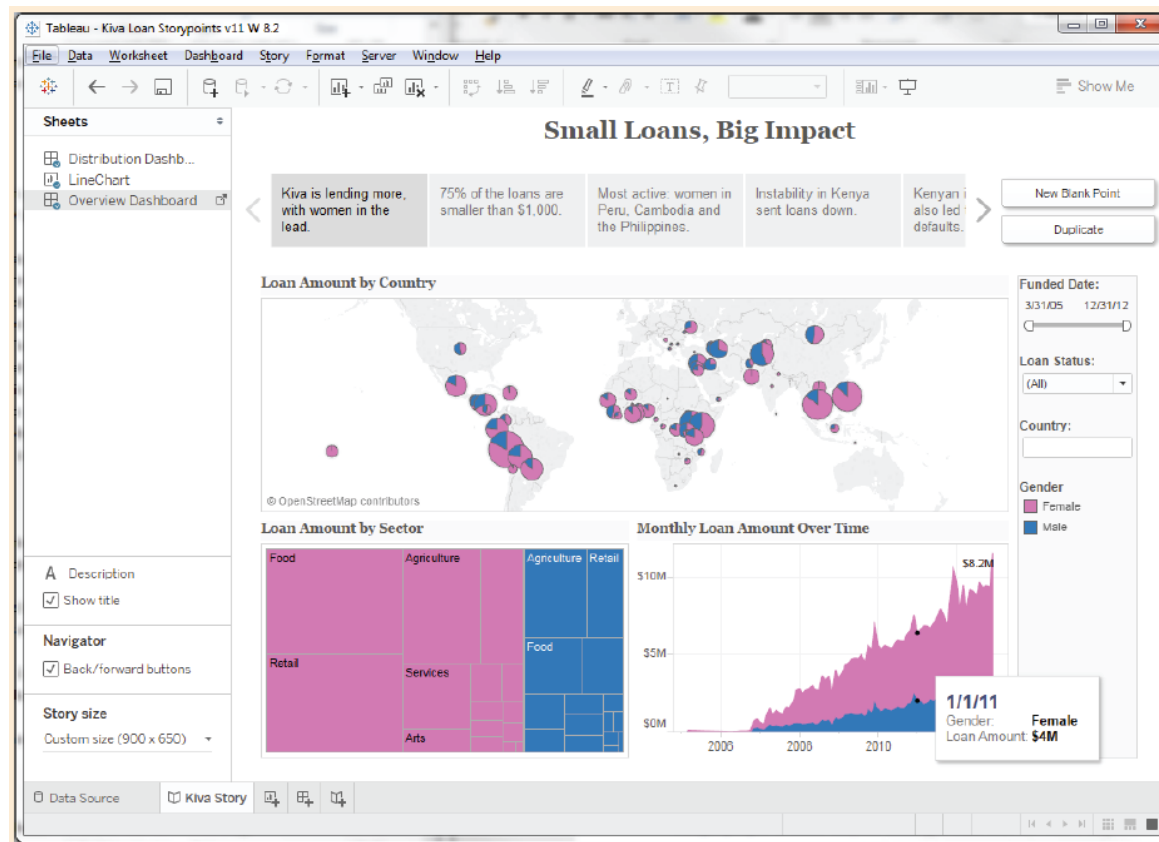 Tableau - Kiva Loan Storypoints v11 W 8.2
File Data Worksheet Dashboard Story Format Server Window Help
Show Me
Sheets
Distribution Dashb...
LineChart
Overview Dashboard
A Description
Show title
Navigator
Back/forward buttons
Story size
Custom size (900 x 650)
Small Loans, Big Impact
Kiva is lending more,
with women in the
lead.
75% of the loans are
smaller than $1,000.
Most active: women in
Peru, Cambodia and
the Philippines.
Instability in Kenya
sent loans down.
Kenyan i
also led
defaults.
New Blank Point
Duplicate
Loan Amount by Country
© OpenStreetMap contributors
Funded Date:
3/31/05 12/31/12
Loan Status:
(All)
Country:
Gender
Female
Male
Loan Amount by Sector
Food
Agriculture
Agriculture
Retail
Food
Retail
Services
Arts
Monthly Loan Amount Over Time
$8.2M
$10M
$5M
$0M
2006 2008 2010
1/1/11
Gender: Female
Loan Amount: $4M
Data Source
Kiva Story